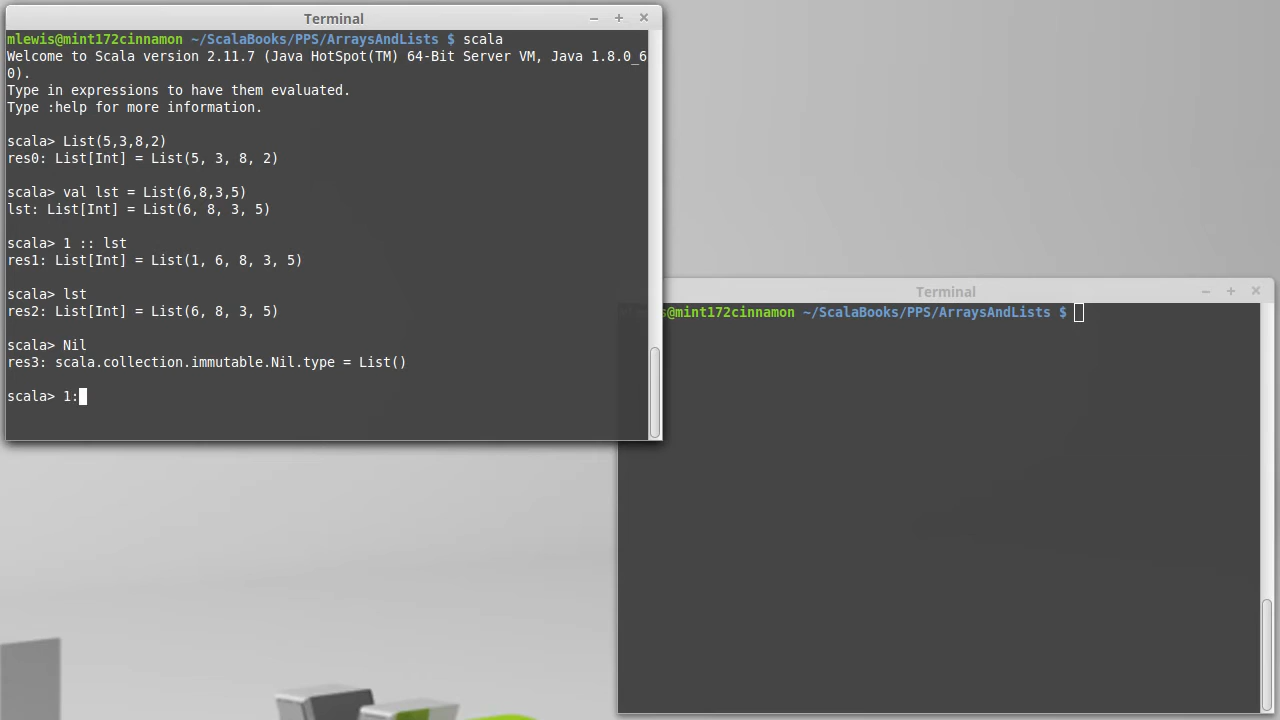 Terminal
mlewis@mint172cinnamon ~/ScalaBooks/PPS/ArraysAndLists $ scala
Welcome to Scala version 2.11.7 (Java HotSpot(TM) 64-Bit Server VM, Java 1.8.0_6
0).
Type in expressions to have them evaluated.
Type :help for more information.
scala> List(5,3,8,2)
res0: List[Int] = List(5, 3, 8, 2)
scala> val lst = List(6,8,3,5)
lst: List[Int] = List(6, 8, 3, 5)
scala> 1 :: lst
res1: List[Int] = List(1, 6, 8, 3, 5)
scala> lst
res2: List[Int] = List(6, 8, 3, 5)
scala> Nil
res3: scala.collection.immutable.Nil.type = List()
scala> 1:
Terminal
s@mint172cinnamon ~/ScalaBooks/PPS/ArraysAndLists $